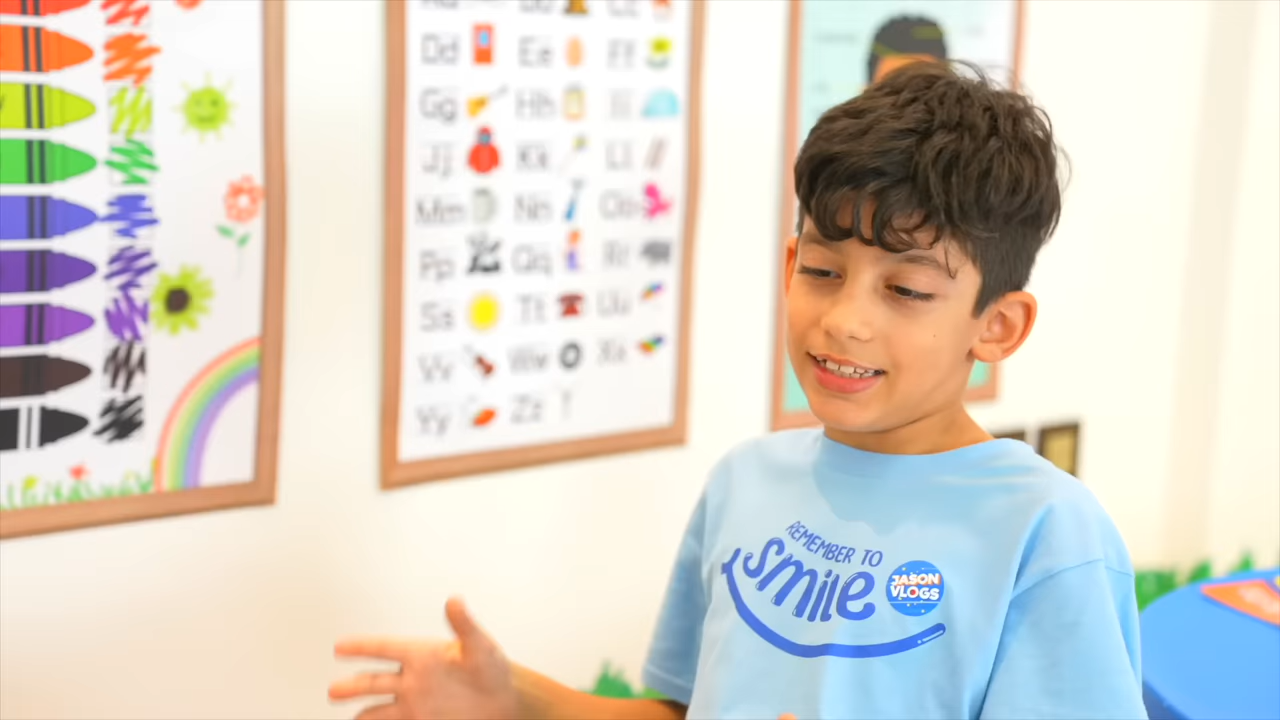 Dd Ee Ff
Gg Hh Ii
Jj Kk Ll
Mm Nn Oo
Pp Qq Rr
Ss Tt Uu
Vv Ww Xx
Yy Zz
REMEMBER TO
smile
JASON
VLOGS